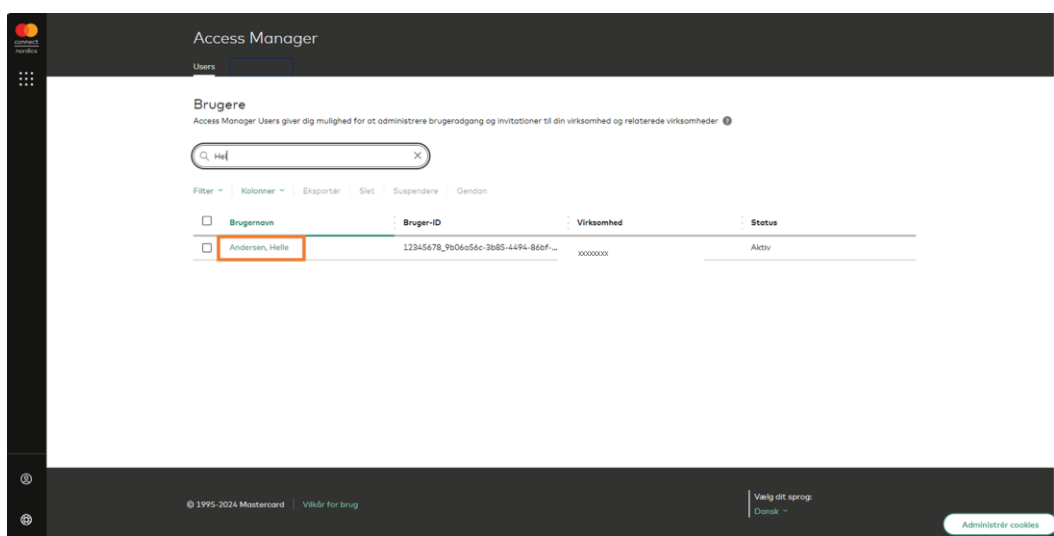 connect
nordics
Access Manager
Users
Brugere
Access Manager Users giver dig mulighed for at administrere brugeradgang og invitationer til din virksomhed og relaterede virksomheder
Hel
Filter Kolonner Eksportér Slet Suspendere Gendan
Brugernavn Bruger-ID Virksomhed Status
Andersen, Helle 12345678_9b06a56c-3b85-4494-86bf-... xxxxxxxx Aktiv
© 1995-2024 Mastercard Vilkår for brug
Vælg dit sprog:
Dansk
Administrér cookies